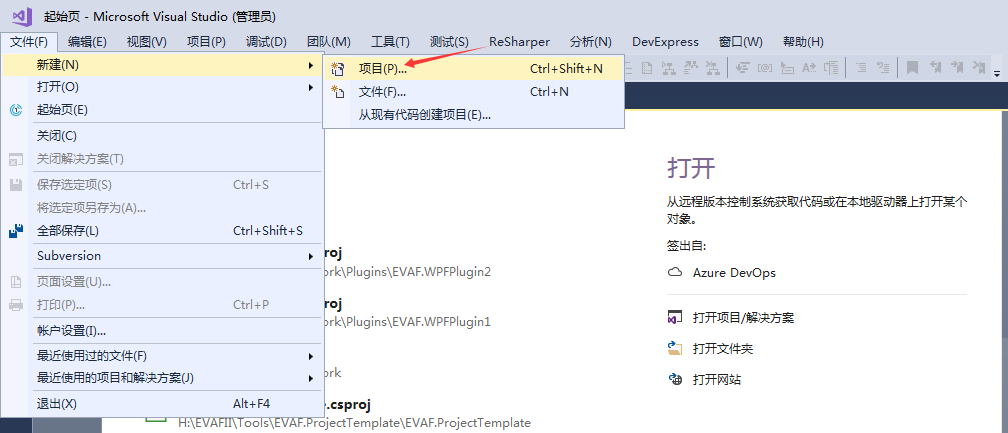 起始页 - Microsoft Visual Studio (管理员)
文件(F) 编辑(E) 视图(V) 项目(P) 调试(D) 团队(M) 工具(T) 测试(S) ReSharper 分析(N) DevExpress 窗口(W) 帮助(H)
新建(N)
打开(O)
起始页(E)
关闭(C)
关闭解决方案(T)
保存选定项(S) Ctrl+S
将选定项另存为(A)...
全部保存(L) Ctrl+Shift+S
Subversion
页面设置(U)...
打印(P)... Ctrl+P
帐户设置(I)...
最近使用过的文件(F)
最近使用的项目和解决方案(J)
退出(X) Alt+F4
项目(P)... Ctrl+Shift+N
文件(F)... Ctrl+N
从现有代码创建项目(E)...
proj
ork\Plugins\EVAF.WPFPlugin2
proj
ork\Plugins\EVAF.WPFPlugin1
ork
e.csproj
H:\EVAFII\Tools\EVAF.ProjectTemplate\EVAF.ProjectTemplate
打开
从远程版本控制系统获取代码或在本地驱动器上打开某个
对象。
签出自:
Azure DevOps
打开项目/解决方案
打开文件夹
打开网站